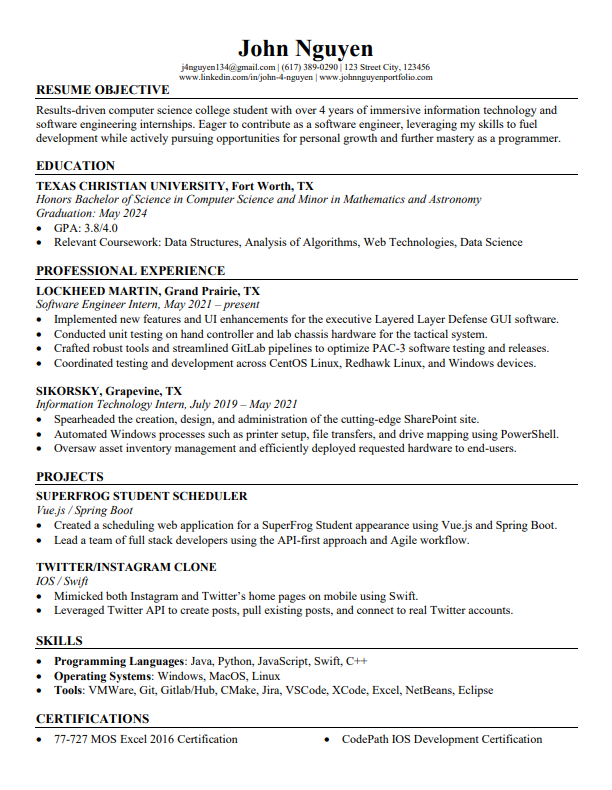 John Nguyen
j4nguyen134@gmail.com | (617) 389-0290 | 123 Street City, 123456
www.linkedin.com/in/john-4-nguyen | www.johnnguyenportfolio.com
RESUME OBJECTIVE
Results-driven computer science college student with over 4 years of immersive information technology and
software engineering internships. Eager to contribute as a software engineer, leveraging my skills to fuel
development while actively pursuing opportunities for personal growth and further mastery as a programmer.
EDUCATION
TEXAS CHRISTIAN UNIVERSITY, Fort Worth, TX
Honors Bachelor of Science in Computer Science and Minor in Mathematics and Astronomy
Graduation: May 2024
• GPA: 3.8/4.0
• Relevant Coursework: Data Structures, Analysis of Algorithms, Web Technologies, Data Science
PROFESSIONAL EXPERIENCE
LOCKHEED MARTIN, Grand Prairie, TX
Software Engineer Intern, May 2021 – present
• Implemented new features and UI enhancements for the executive Layered Layer Defense GUI software.
• Conducted unit testing on hand controller and lab chassis hardware for the tactical system.
• Crafted robust tools and streamlined GitLab pipelines to optimize PAC-3 software testing and releases.
• Coordinated testing and development across CentOS Linux, Redhawk Linux, and Windows devices.
SIKORSKY, Grapevine, TX
Information Technology Intern, July 2019 – May 2021
• Spearheaded the creation, design, and administration of the cutting-edge SharePoint site.
• Automated Windows processes such as printer setup, file transfers, and drive mapping using PowerShell.
• Oversaw asset inventory management and efficiently deployed requested hardware to end-users.
PROJECTS
SUPERFROG STUDENT SCHEDULER
Vue.js / Spring Boot
• Created a scheduling web application for a SuperFrog Student appearance using Vue.js and Spring Boot.
• Lead a team of full stack developers using the API-first approach and Agile workflow.
TWITTER/INSTAGRAM CLONE
IOS / Swift
• Mimicked both Instagram and Twitter’s home pages on mobile using Swift.
• Leveraged Twitter API to create posts, pull existing posts, and connect to real Twitter accounts.
SKILLS
• Programming Languages: Java, Python, JavaScript, Swift, C++
• Operating Systems: Windows, MacOS, Linux
• Tools: VMWare, Git, Gitlab/Hub, CMake, Jira, VSCode, XCode, Excel, NetBeans, Eclipse
CERTIFICATIONS
• 77-727 MOS Excel 2016 Certification • CodePath IOS Development Certification